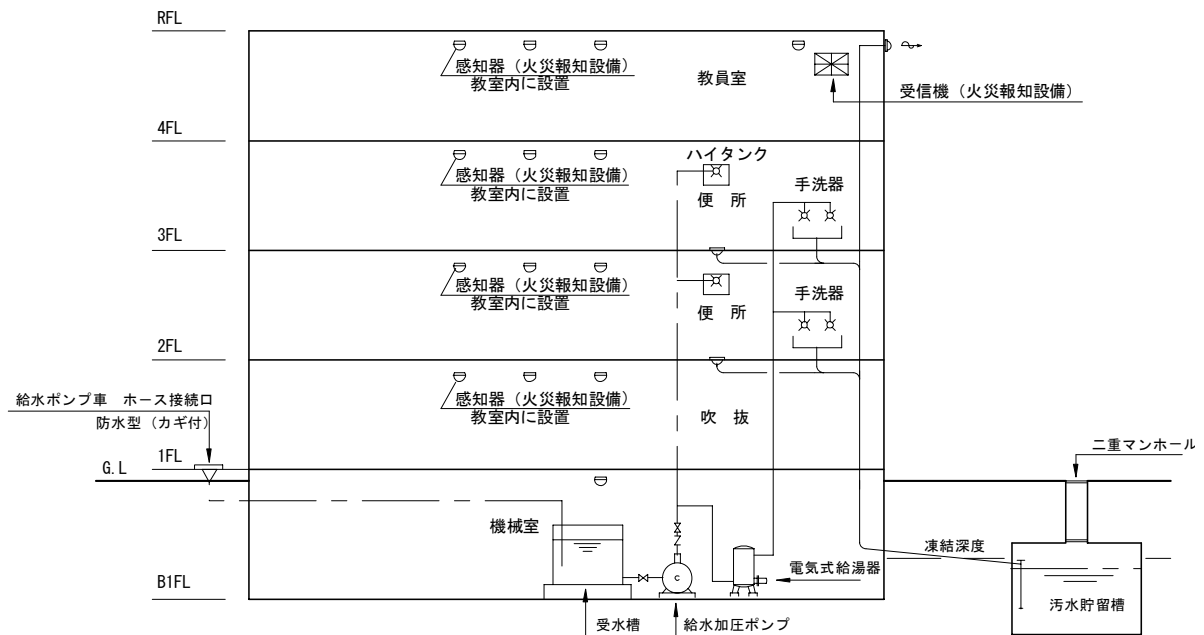 RFL
感知器(火災報知設備)
教室内に設置
教員室
受信機(火災報知設備)
4FL
ハイタンク
感知器(火災報知設備)
教室内に設置
便 所
手洗器
3FL
感知器(火災報知設備)
教室内に設置
便 所
手洗器
2FL
給水ポンプ車 ホース接続口
防水型(カギ付)
感知器(火災報知設備)
教室内に設置
吹 抜
1FL
G.L
二重マンホール
機械室
凍結深度
電気式給湯器
C
B1FL
汚水貯留槽
受水槽
給水加圧ポンプ